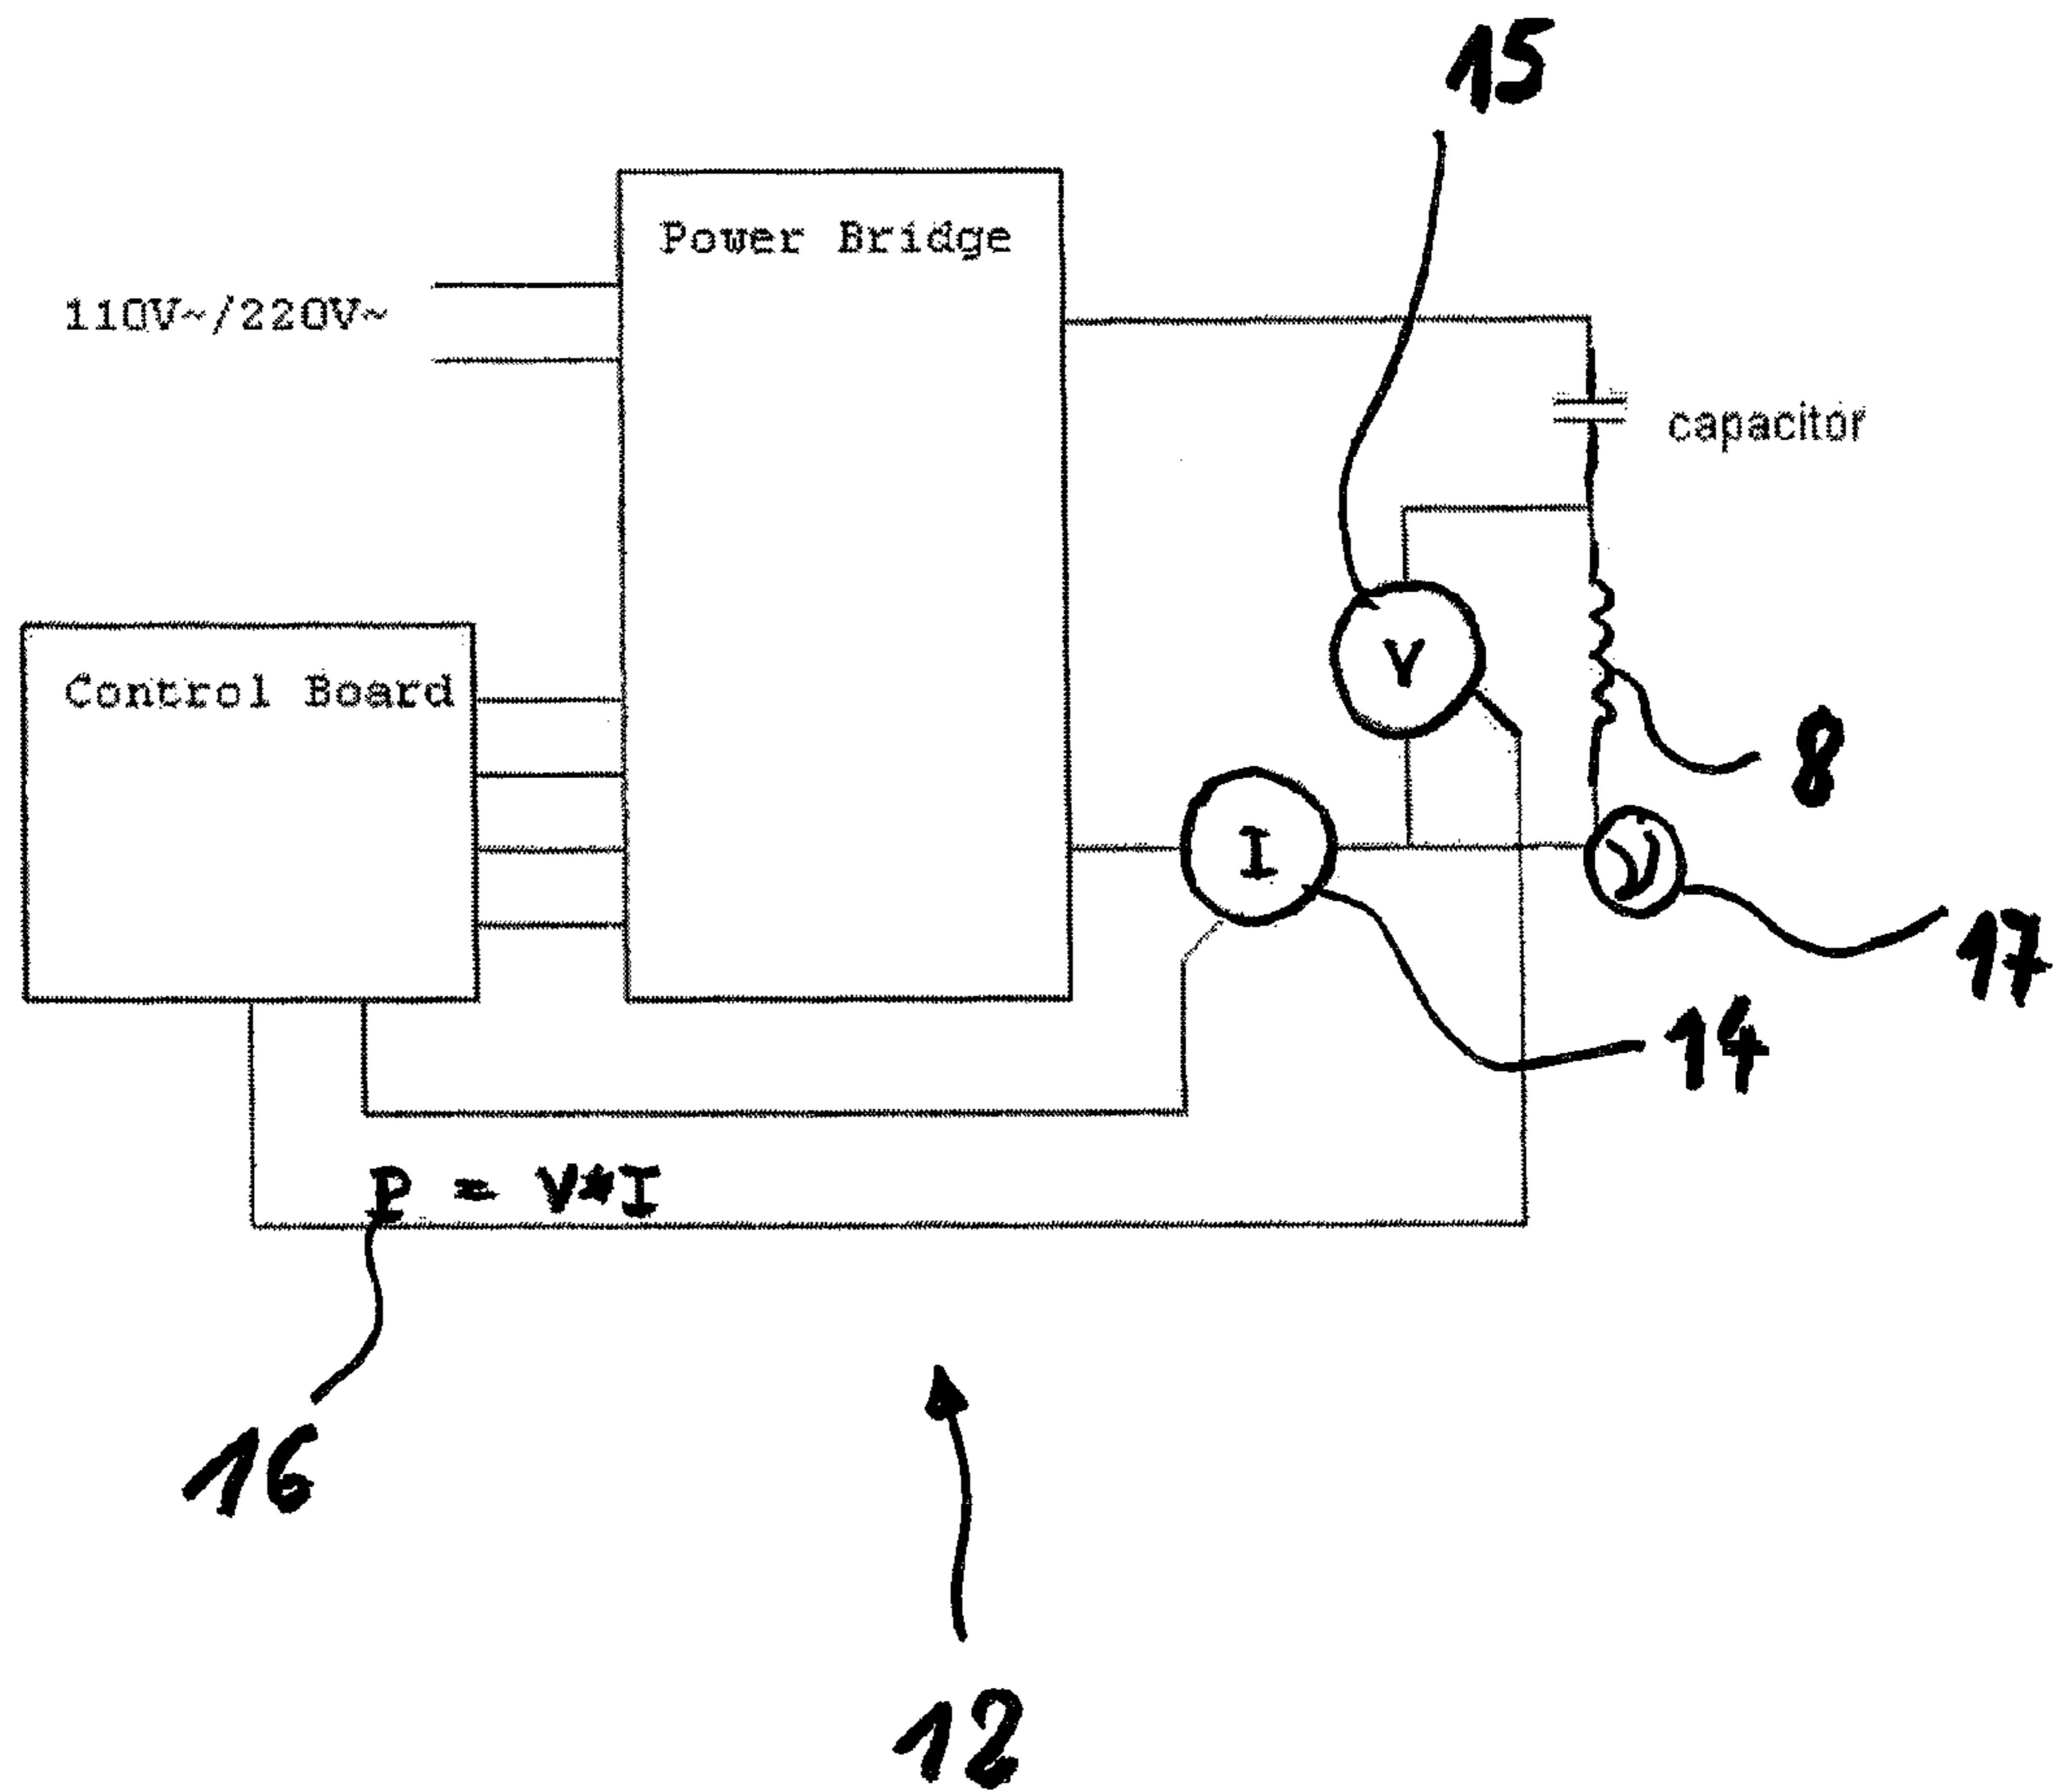 15
Power Bridge
110V~/220V~
capacitor
Control Board
V
8
I
ν
17
14
P = V*I
16
12